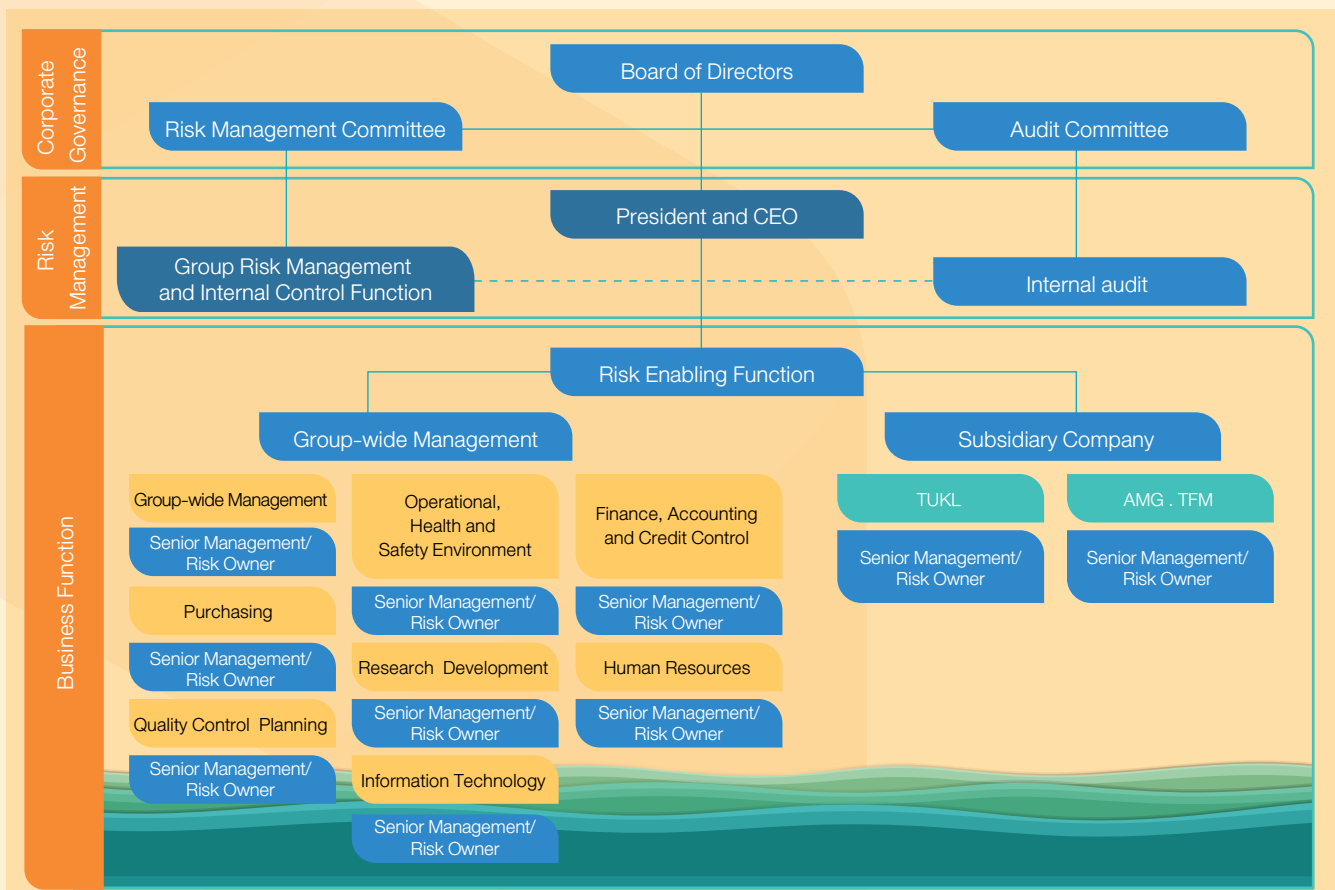 Corporate
Governance
Board of Directors
Risk Management Committee
Audit Committee
Risk
Management
President and CEO
Group Risk Management
and Internal Control Function
Internal audit
Business Function
Risk Enabling Function
Group-wide Management
Subsidiary Company
Group-wide Management
Senior Management/
Risk Owner
Purchasing
Senior Management/
Risk Owner
Quality Control Planning
Senior Management/
Risk Owner
Operational,
Health and
Safety Environment
Senior Management/
Risk Owner
Research Development
Senior Management/
Risk Owner
Information Technology
Senior Management/
Risk Owner
Finance, Accounting
and Credit Control
Senior Management/
Risk Owner
Human Resources
Senior Management/
Risk Owner
TUKL
Senior Management/
Risk Owner
AMG . TFM
Senior Management/
Risk Owner